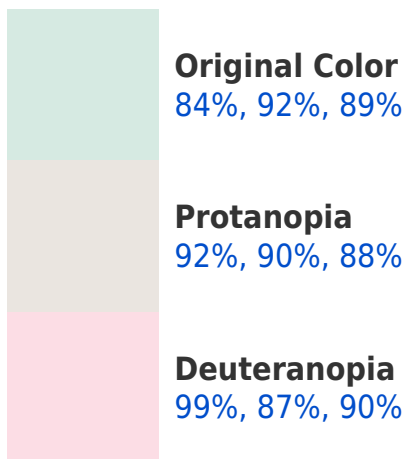 Original Color
84%, 92%, 89%
Protanopia
92%, 90%, 88%
Deuteranopia
99%, 87%, 90%